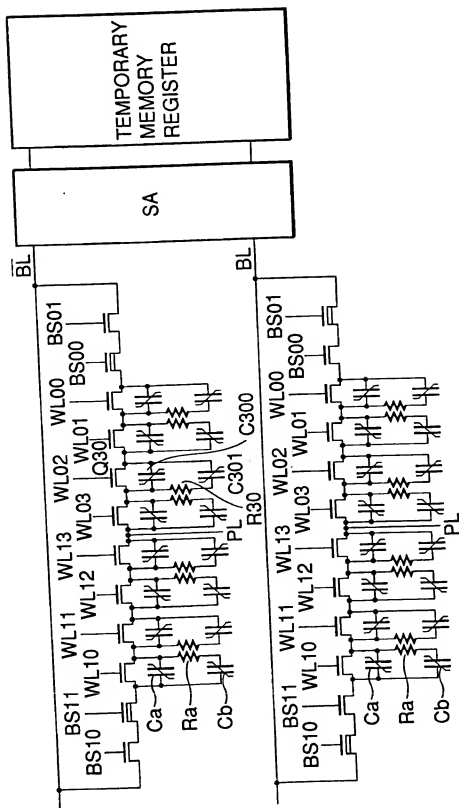 TEMPORARY
MEMORY
REGISTER
SA
BL
BL
BS10
BS11
WL10
WL11
WL12
WL13
WL03
WL02
WL01
WL00
BS00
BS01
Q30
Ca
Ra
Cb
PL
R30
C301
C300
BS10
BS11
WL10
WL11
WL12
WL13
WL03
WL02
WL01
WL00
BS00
BS01
Ca
Ra
Cb
PL